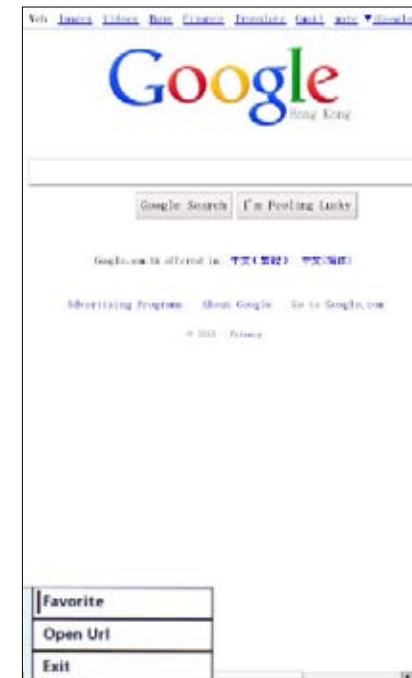 Web Images Videos Finance Translate Gmail more ▼
Google
Hong Kong
Google Search I'm Feeling Lucky
Google.com.hk offered in: 中文(繁體) 中文(简体)
Advertising Programs About Google Go to Google.com
Privacy
Favorite
Open Url
Exit